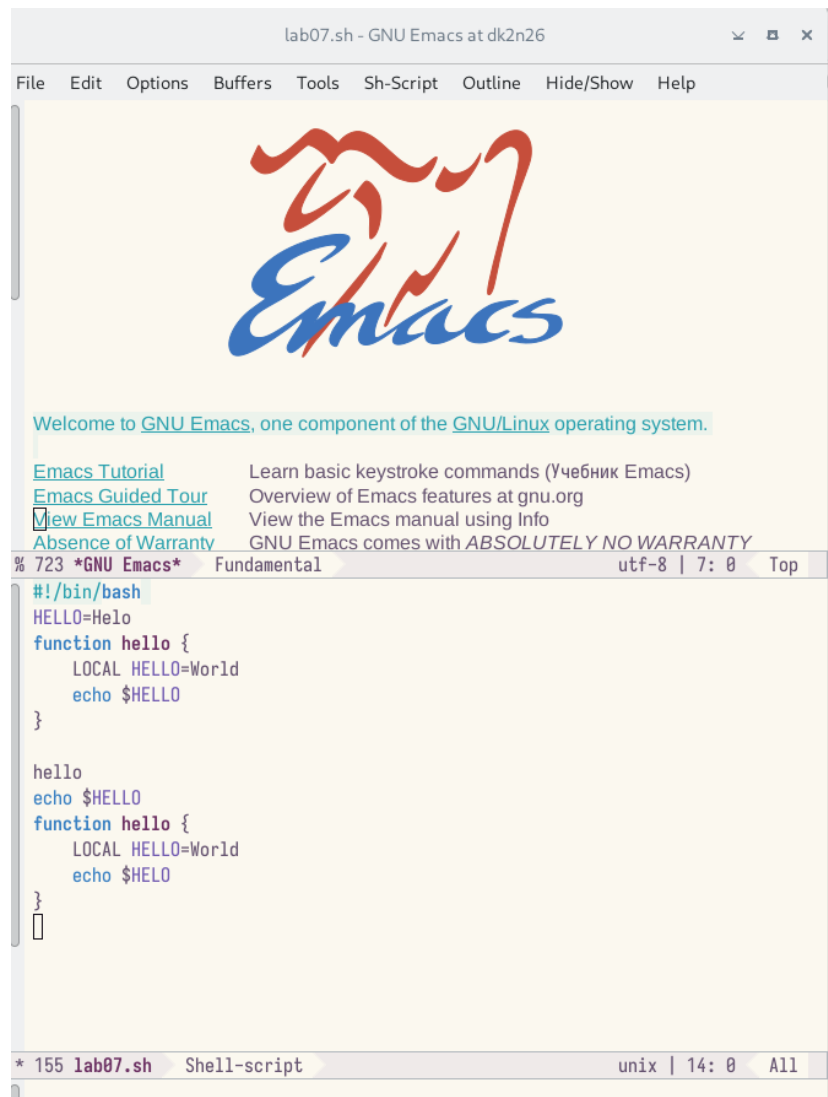 lab07.sh - GNU Emacs at dk2n26
File Edit Options Buffers Tools Sh-Script Outline Hide/Show Help
Emacs
Welcome to GNU Emacs, one component of the GNU/Linux operating system.
Emacs Tutorial Learn basic keystroke commands (Учебник Emacs)
Emacs Guided Tour Overview of Emacs features at gnu.org
View Emacs Manual View the Emacs manual using Info
Absence of Warranty GNU Emacs comes with ABSOLUTELY NO WARRANTY
% 723 *GNU Emacs* Fundamental utf-8 | 7: 0 Top
#!/bin/bash
HELLO=Helo
function hello {
LOCAL HELLO=World
echo $HELLO
}
hello
echo $HELLO
function hello {
LOCAL HELLO=World
echo $HELO
}
* 155 lab07.sh Shell-script unix | 14: 0 All